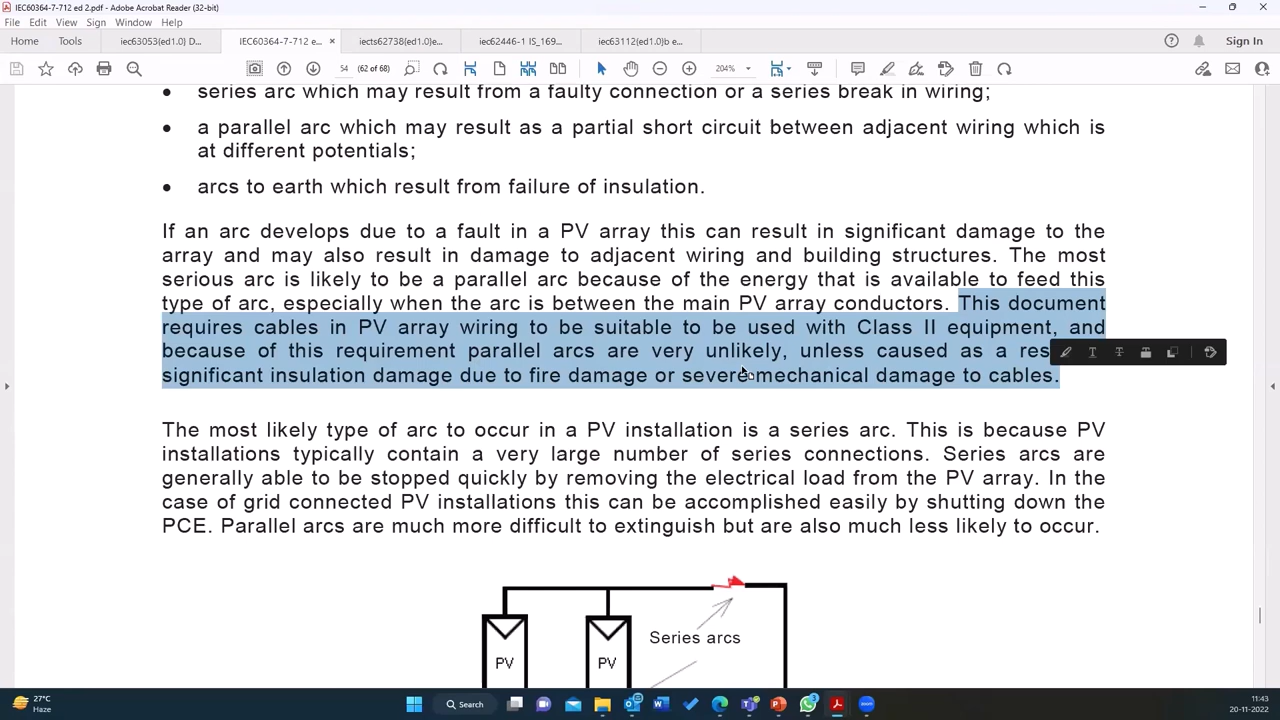 IEC60364-7-712 ed 2.pdf - Adobe Acrobat Reader (32-bit)
File Edit View Sign Window Help
Home Tools iec63053(ed1.0) D... IEC60364-7-712 e... × iects62738(ed1.0)e... iec62446-1 IS_169... iec63112(ed1.0)b e... Sign In
54 (62 of 68) 204%
• series arc which may result from a faulty connection or a series break in wiring;
• a parallel arc which may result as a partial short circuit between adjacent wiring which is
at different potentials;
• arcs to earth which result from failure of insulation.
If an arc develops due to a fault in a PV array this can result in significant damage to the
array and may also result in damage to adjacent wiring and building structures. The most
serious arc is likely to be a parallel arc because of the energy that is available to feed this
type of arc, especially when the arc is between the main PV array conductors. This document
requires cables in PV array wiring to be suitable to be used with Class II equipment, and
because of this requirement parallel arcs are very unlikely, unless caused as a
significant insulation damage due to fire damage or severe mechanical damage to cables.
The most likely type of arc to occur in a PV installation is a series arc. This is because PV
installations typically contain a very large number of series connections. Series arcs are
generally able to be stopped quickly by removing the electrical load from the PV array. In the
case of grid connected PV installations this can be accomplished easily by shutting down the
PCE. Parallel arcs are much more difficult to extinguish but are also much less likely to occur.
Series arcs
PV PV
27°C
Haze
Search
11:43
20-11-2022